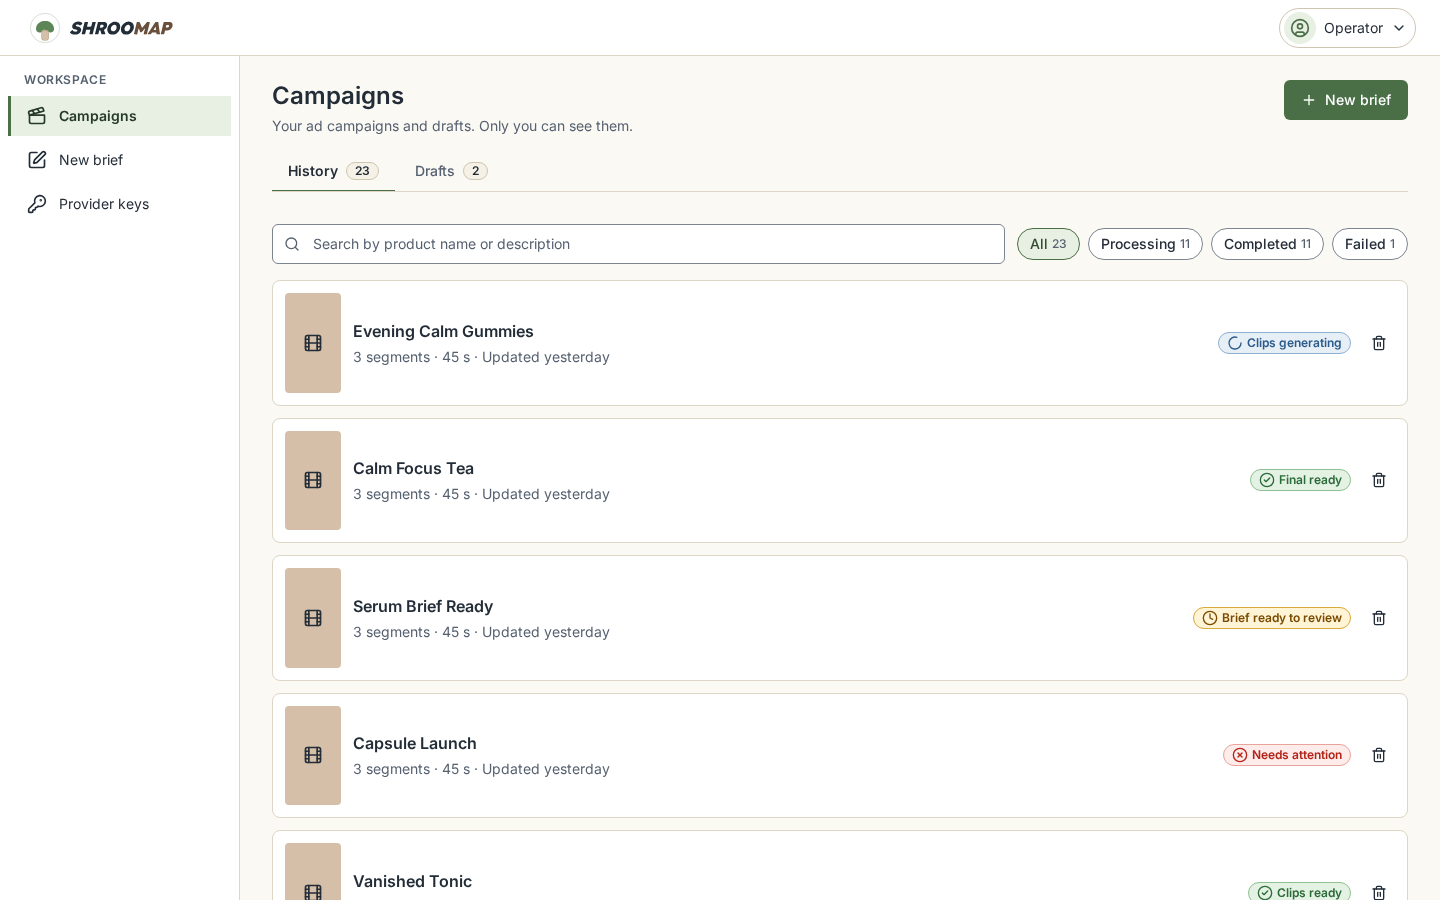 SHROOMAP
Operator
WORKSPACE
Campaigns
New brief
Provider keys
Campaigns
Your ad campaigns and drafts. Only you can see them.
New brief
History 23
Drafts 2
Search by product name or description
All 23
Processing 11
Completed 11
Failed 1
Evening Calm Gummies
3 segments · 45 s · Updated yesterday
Clips generating
Calm Focus Tea
3 segments · 45 s · Updated yesterday
Final ready
Serum Brief Ready
3 segments · 45 s · Updated yesterday
Brief ready to review
Capsule Launch
3 segments · 45 s · Updated yesterday
Needs attention
Vanished Tonic
Clips ready